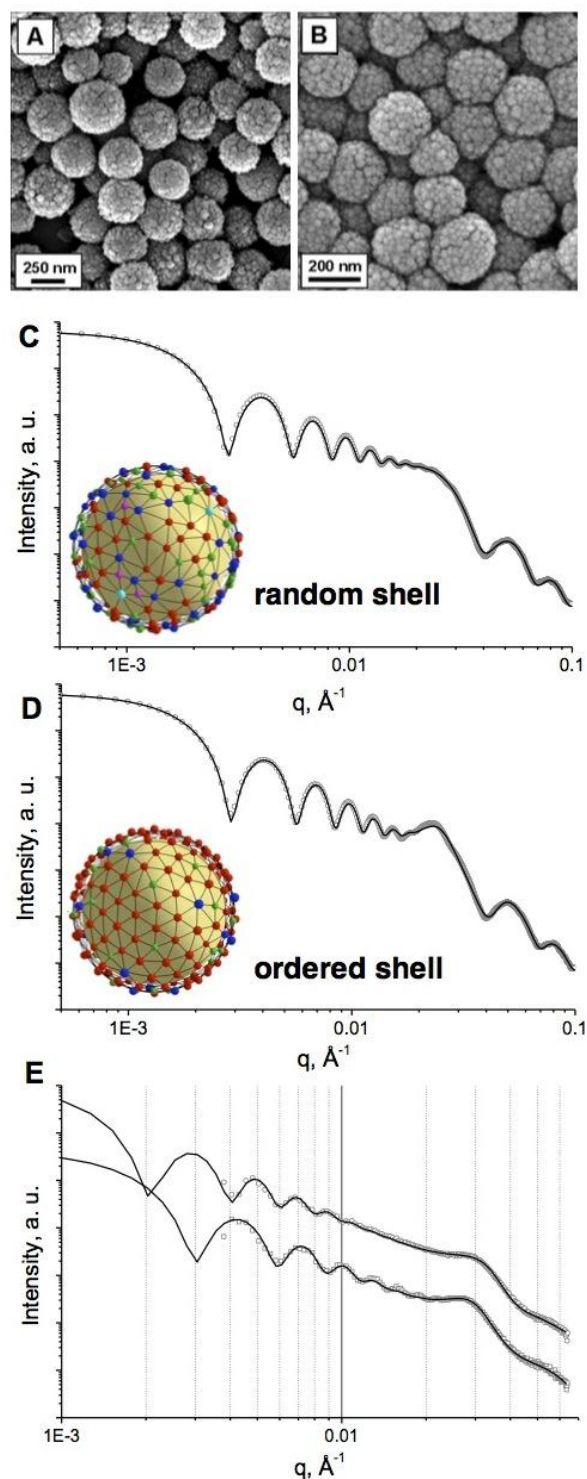 A
B
250 nm
200 nm
C
Intensity, a. u.
random shell
1E-3
0.01
0.1
q, Å⁻¹
D
Intensity, a. u.
ordered shell
1E-3
0.01
0.1
q, Å⁻¹
E
Intensity, a. u.
1E-3
0.01
q, Å⁻¹